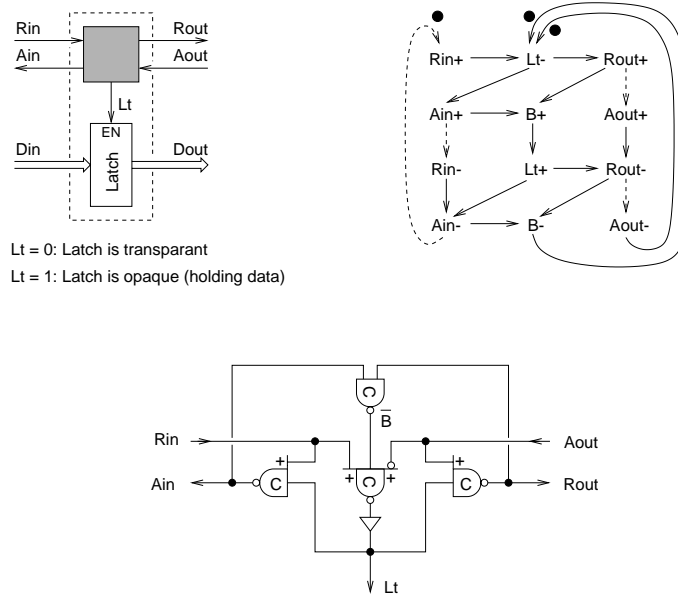 Rin
Rout
Ain
Aout
Lt
EN
Din
Dout
Latch
Lt = 0: Latch is transparant
Lt = 1: Latch is opaque (holding data)
Rin+ Lt- Rout+
Ain+ B+ Aout+
Rin- Lt+ Rout-
Ain- B- Aout-
C
B
Rin
Aout
+ + + +
Ain
C C C
Rout
Lt